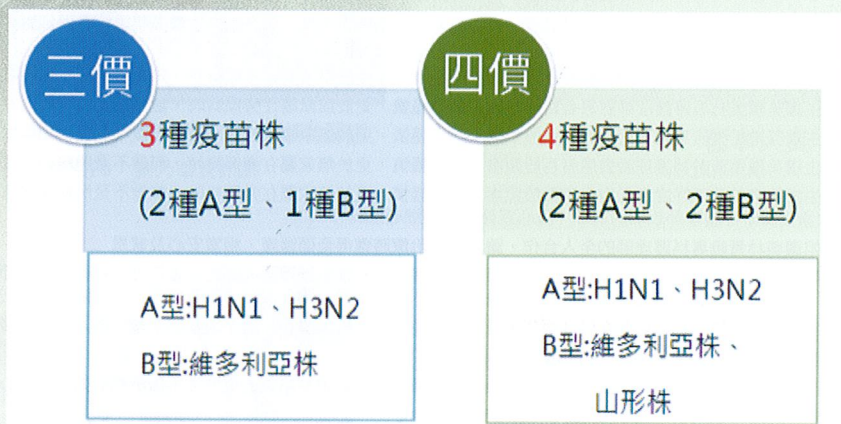 三價
3種疫苗株
(2種A型、1種B型)
A型:H1N1、H3N2
B型:維多利亞株
四價
4種疫苗株
(2種A型、2種B型)
A型:H1N1、H3N2
B型:維多利亞株、
山形株